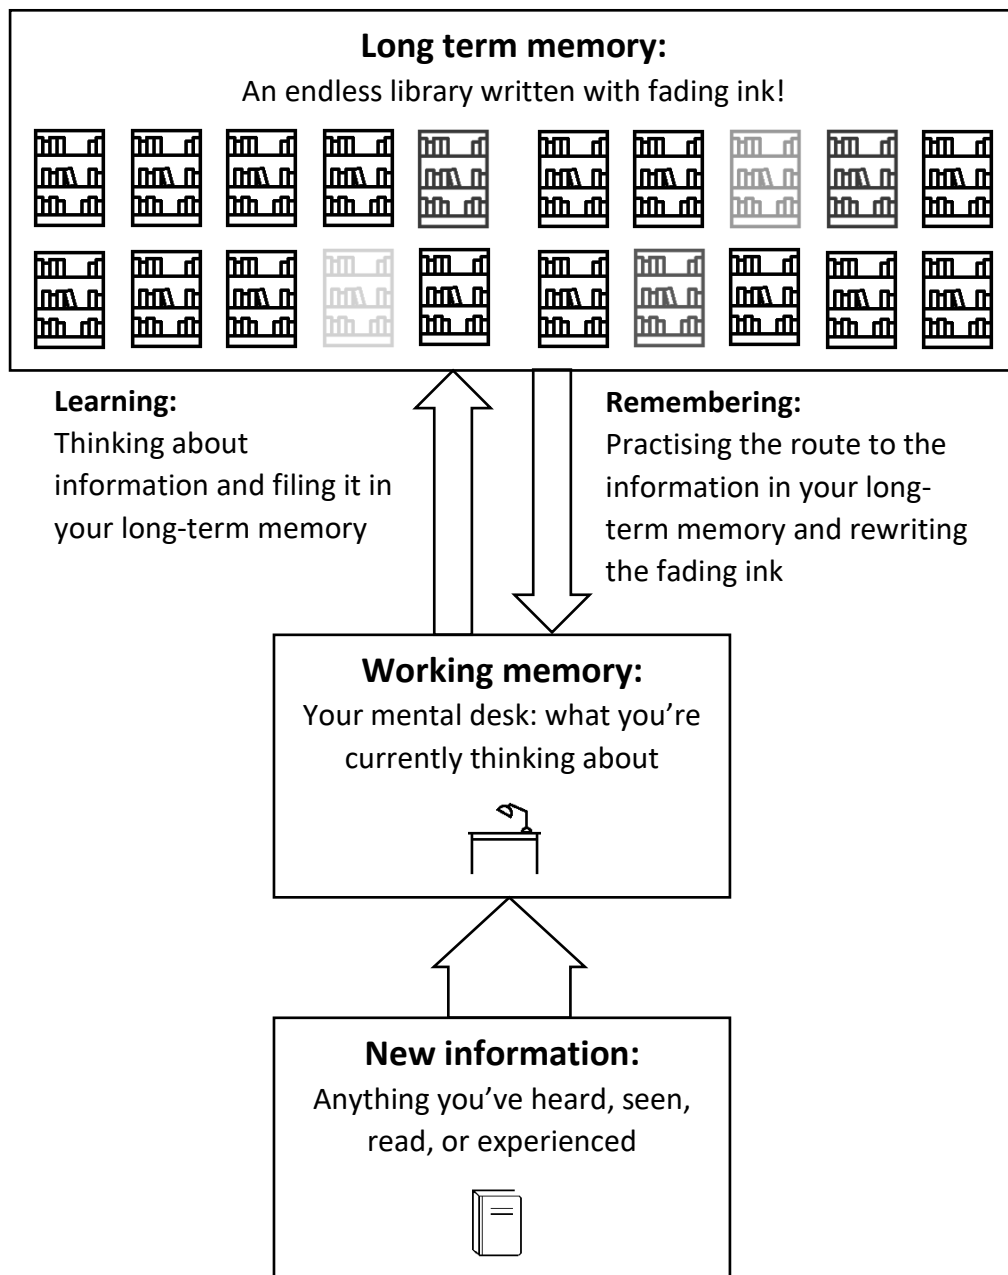 Long term memory:
An endless library written with fading ink!
Learning:
Thinking about
information and filing it in
your long-term memory
Remembering:
Practising the route to the
information in your long-
term memory and rewriting
the fading ink
Working memory:
Your mental desk: what you’re
currently thinking about
New information:
Anything you’ve heard, seen,
read, or experienced